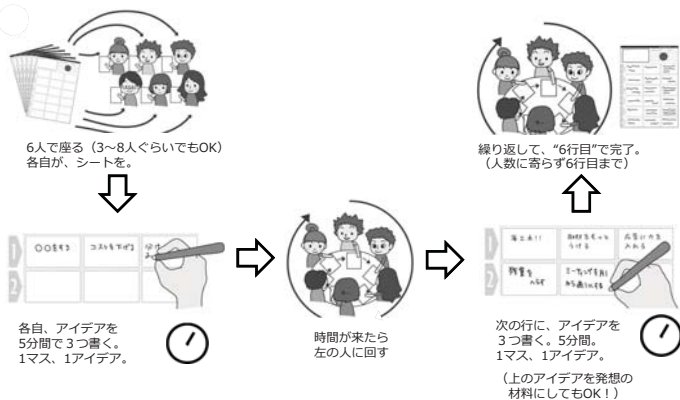 6人で座る（3～8人ぐらいでもOK）
各自が、シートを。
1
2
〇〇をする
コストを下げる
各自、アイデアを
5分間で３つ書く。
1マス、1アイデア。
時間が来たら
左の人に回す
1
2
残業を
へらす
次の行に、アイデアを
３つ書く。5分間。
1マス、1アイデア。
（上のアイデアを発想の
材料にしてもOK！）
繰り返して、“6行目”で完了。
（人数に寄らず6行目まで）